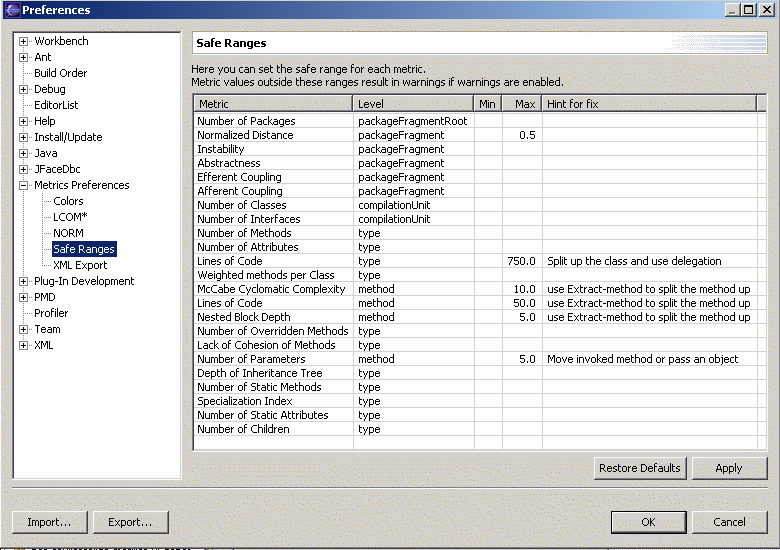 Preferences
Workbench
Ant
Build Order
Debug
EditorList
Help
Install/Update
Java
JFaceDbc
Metrics Preferences
Colors
LCOM*
NORM
Safe Ranges
XML Export
Plug-In Development
PMD
Profiler
Team
XML
Safe Ranges
Here you can set the safe range for each metric.
Metric values outside these ranges result in warnings if warnings are enabled.
Metric Level Min Max Hint for fix
Number of Packages packageFragmentRoot
Normalized Distance packageFragment 0.5
Instability packageFragment
Abstractness packageFragment
Efferent Coupling packageFragment
Afferent Coupling packageFragment
Number of Classes compilationUnit
Number of Interfaces compilationUnit
Number of Methods type
Number of Attributes type
Lines of Code type 750.0 Split up the class and use delegation
Weighted methods per Class type
McCabe Cyclomatic Complexity method 10.0 use Extract-method to split the method up
Lines of Code method 50.0 use Extract-method to split the method up
Nested Block Depth method 5.0 use Extract-method to split the method up
Number of Overridden Methods type
Lack of Cohesion of Methods type
Number of Parameters method 5.0 Move invoked method or pass an object
Depth of Inheritance Tree type
Number of Static Methods type
Specialization Index type
Number of Static Attributes type
Number of Children type
Restore Defaults Apply
Import... Export... OK Cancel